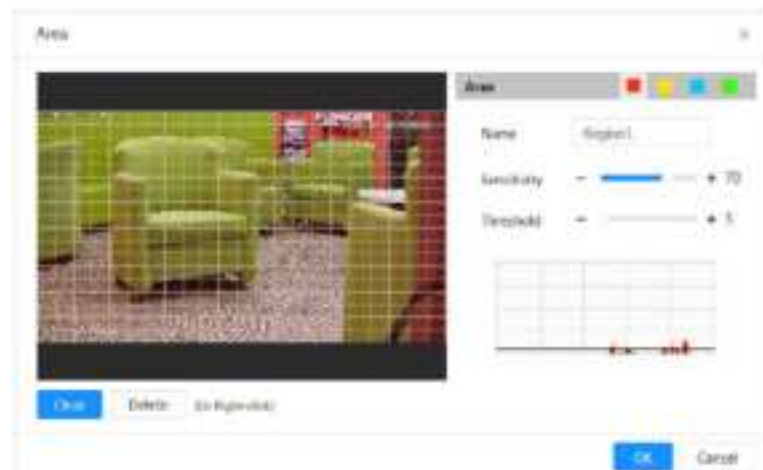 Area
Area
Name Region1
Sensitivity - + 70
Threshold - + 5
Clear Delete
OK Cancel